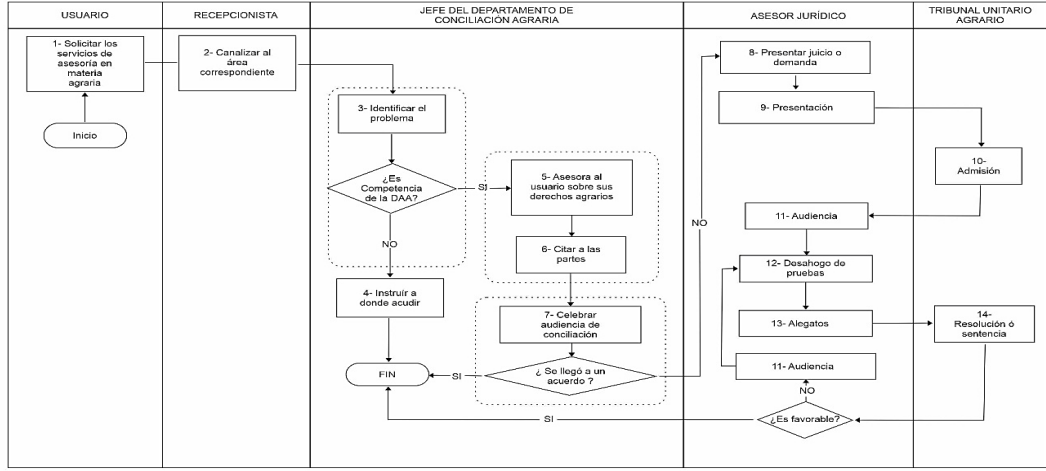 USUARIO
RECEPCIONISTA
JEFE DEL DEPARTAMENTO DE
CONCILIACIÓN AGRARIA
ASESOR JURÍDICO
TRIBUNAL UNITARIO
AGRARIO
1- Solicitar los
servicios de
asesoría en
materia
agraria
Inicio
2- Canalizar al
área
correspondiente
3- Identificar el
problema
¿Es
Competencia
de la DAA?
SI
NO
4- Instruír a
donde acudir
FIN
5- Asesora al
usuario sobre sus
derechos agrarios
6- Citar a las
partes
7- Celebrar
audiencia de
conciliación
¿ Se llegó a un
acuerdo ?
SI
NO
8- Presentar juicio o
demanda
9- Presentación
10-
Admisión
11- Audiencia
12- Desahogo de
pruebas
13- Alegatos
14-
Resolución ó
sentencia
11- Audiencia
NO
¿Es favorable?
SI